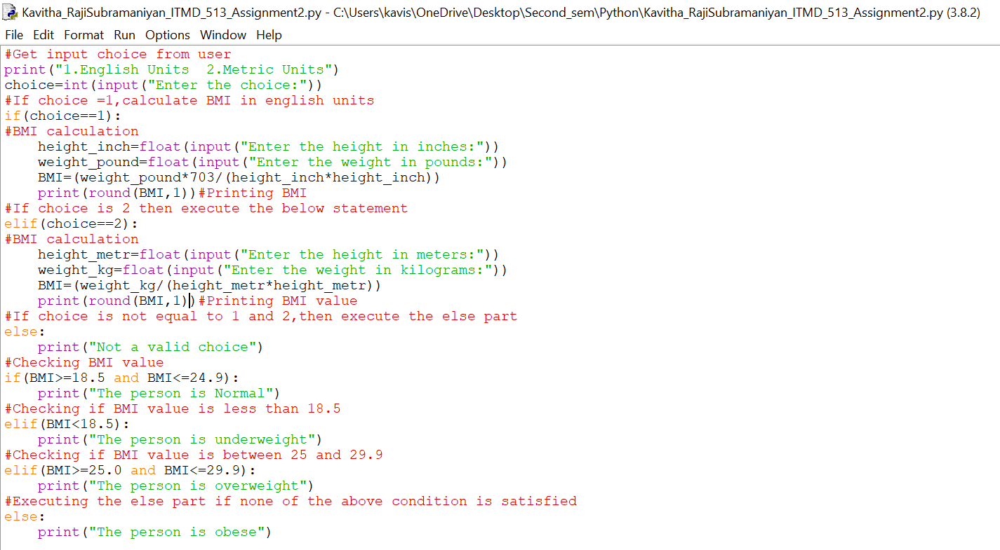 Kavitha_RajiSubramaniyan_ITMD_513_Assignment2.py - C:\Users\kavis\OneDrive\Desktop\Second_sem\Python\Kavitha_RajiSubramaniyan_ITMD_513_Assignment2.py (3.8.2)
File Edit Format Run Options Window Help
#Get input choice from user
print("1.English Units  2.Metric Units")
choice=int(input("Enter the choice:"))
#If choice =1,calculate BMI in english units
if(choice==1):
#BMI calculation
    height_inch=float(input("Enter the height in inches:"))
    weight_pound=float(input("Enter the weight in pounds:"))
    BMI=(weight_pound*703/(height_inch*height_inch))
    print(round(BMI,1))#Printing BMI
#If choice is 2 then execute the below statement
elif(choice==2):
#BMI calculation
    height_metr=float(input("Enter the height in meters:"))
    weight_kg=float(input("Enter the weight in kilograms:"))
    BMI=(weight_kg/(height_metr*height_metr))
    print(round(BMI,1))#Printing BMI value
#If choice is not equal to 1 and 2,then execute the else part
else:
    print("Not a valid choice")
#Checking BMI value
if(BMI>=18.5 and BMI<=24.9):
    print("The person is Normal")
#Checking if BMI value is less than 18.5
elif(BMI<18.5):
    print("The person is underweight")
#Checking if BMI value is between 25 and 29.9
elif(BMI>=25.0 and BMI<=29.9):
    print("The person is overweight")
#Executing the else part if none of the above condition is satisfied
else:
    print("The person is obese")